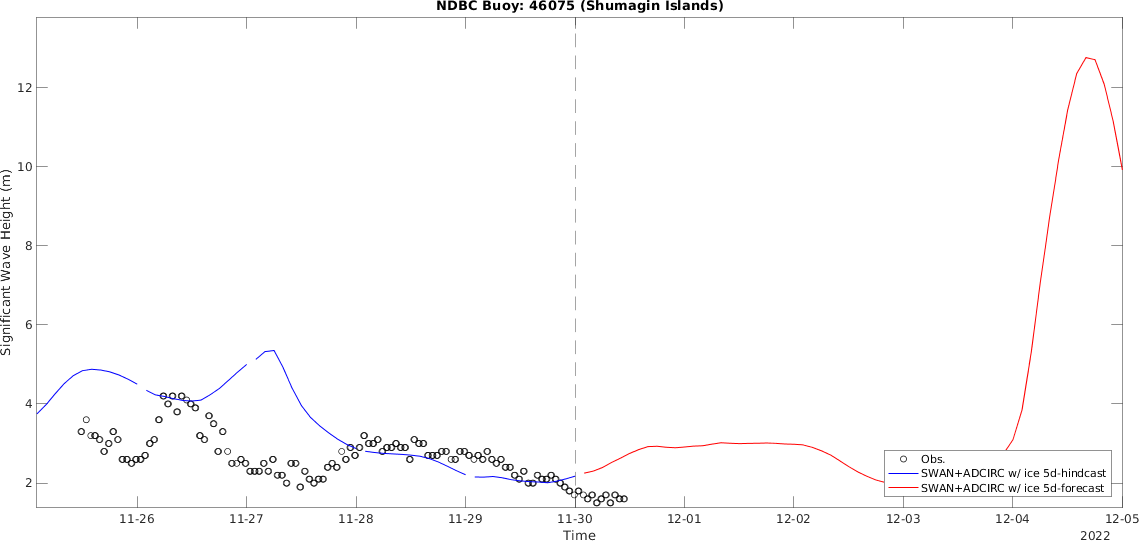 NDBC Buoy: 46075 (Shumagin Islands)
12
10
8
6
4
2
Significant Wave Height (m)
Obs.
SWAN+ADCIRC w/ ice 5d-hindcast
SWAN+ADCIRC w/ ice 5d-forecast
11-26
11-27
11-28
11-29
11-30
12-01
12-02
12-03
12-04
12-05
Time
2022